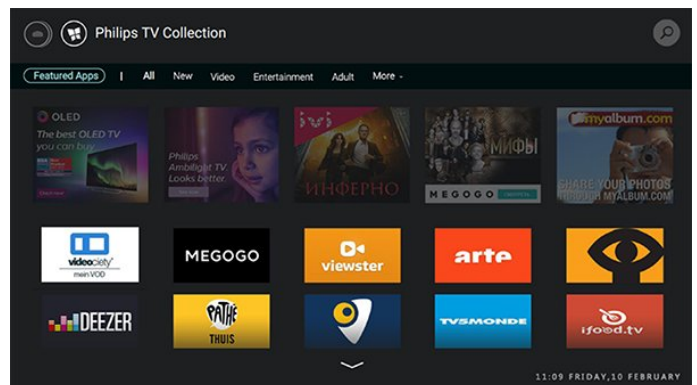 Philips TV Collection
Featured Apps | All New Video Entertainment Adult More
OLED
The best OLED TV
you can buy
Philips
Ambilight TV.
Looks better.
ivi
ИНФЕРНО
МИФЫ
MEGOGO
myalbum.com
SHARE YOUR PHOTOS
THROUGH MYALBUM.COM
videociety
mein VOD
MEGOGO
viewster
arte
DEEZER
PATHÉ
THUIS
TV5MONDE
ifood.tv
11:09 FRIDAY,10 FEBRUARY